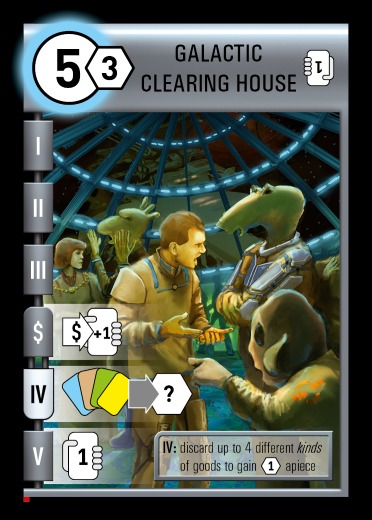 5 3
GALACTIC
CLEARING HOUSE
1
I
II
III
$ $ +1
IV ?
V 1
IV: discard up to 4 different kinds
of goods to gain 1 apiece